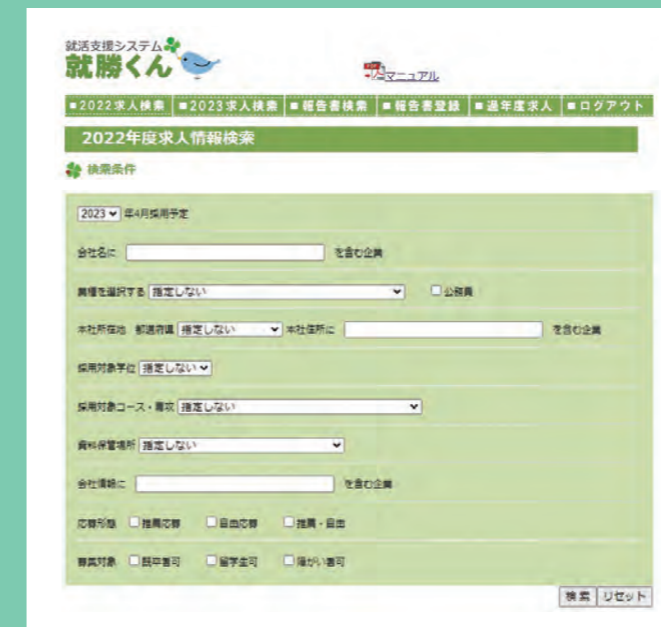 就活支援システム
就勝くん
マニュアル
■2022求人検索 ■2023求人検索 ■報告書検索 ■報告書登録 ■過年度求人 ■ログアウト
2022年度求人情報検索
検索条件
2023 年4月採用予定
会社名に を含む企業
業種を選択する 指定しない 公務員
本社所在地 都道府県 指定しない 本社住所に を含む企業
採用対象学位 指定しない
採用対象コース・専攻 指定しない
資料保管場所 指定しない
会社情報に を含む企業
応募形態 推薦応募 自由応募 推薦・自由
募集対象 既卒者可 留学生可 障がい者可
検索 リセット